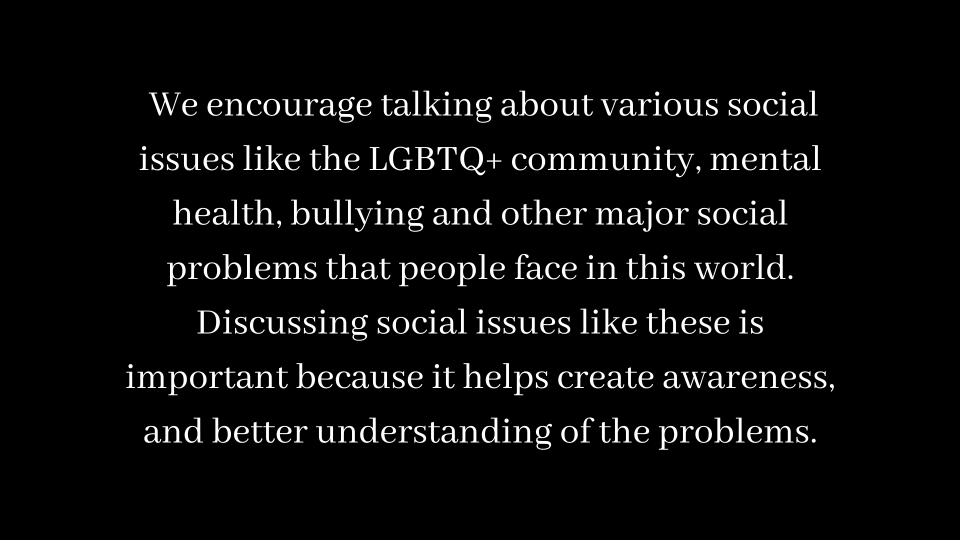 We encourage talking about various social
issues like the LGBTQ+ community, mental
health, bullying and other major social
problems that people face in this world.
Discussing social issues like these is
important because it helps create awareness,
and better understanding of the problems.